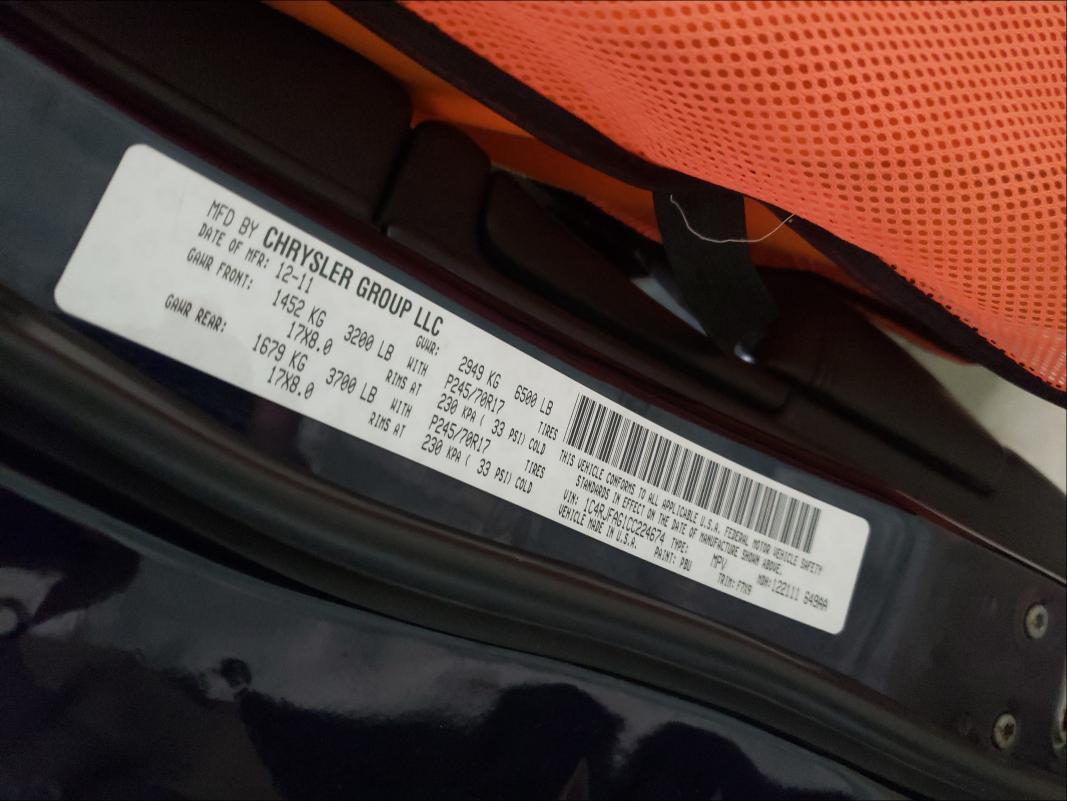 MFD BY CHRYSLER GROUP LLC
DATE OF MFR: 12-11 GVWR: 2949 KG 6500 LB
GAWR FRONT: 1452 KG 3200 LB WITH P245/70R17 TIRES
17X8.0 RIMS AT 230 KPA ( 33 PSI) COLD
GAWR REAR: 1679 KG 3700 LB WITH P245/70R17 TIRES
17X8.0 RIMS AT 230 KPA ( 33 PSI) COLD
THIS VEHICLE CONFORMS TO ALL APPLICABLE U.S.A. FEDERAL MOTOR VEHICLE SAFETY
STANDARDS IN EFFECT ON THE DATE OF MANUFACTURE SHOWN ABOVE.
VIN: 1C4RJFAG1CC224674 TYPE: MPV MDH:122111 649AA
VEHICLE MADE IN U.S.A. PAINT: PBU TRIM: F7X9